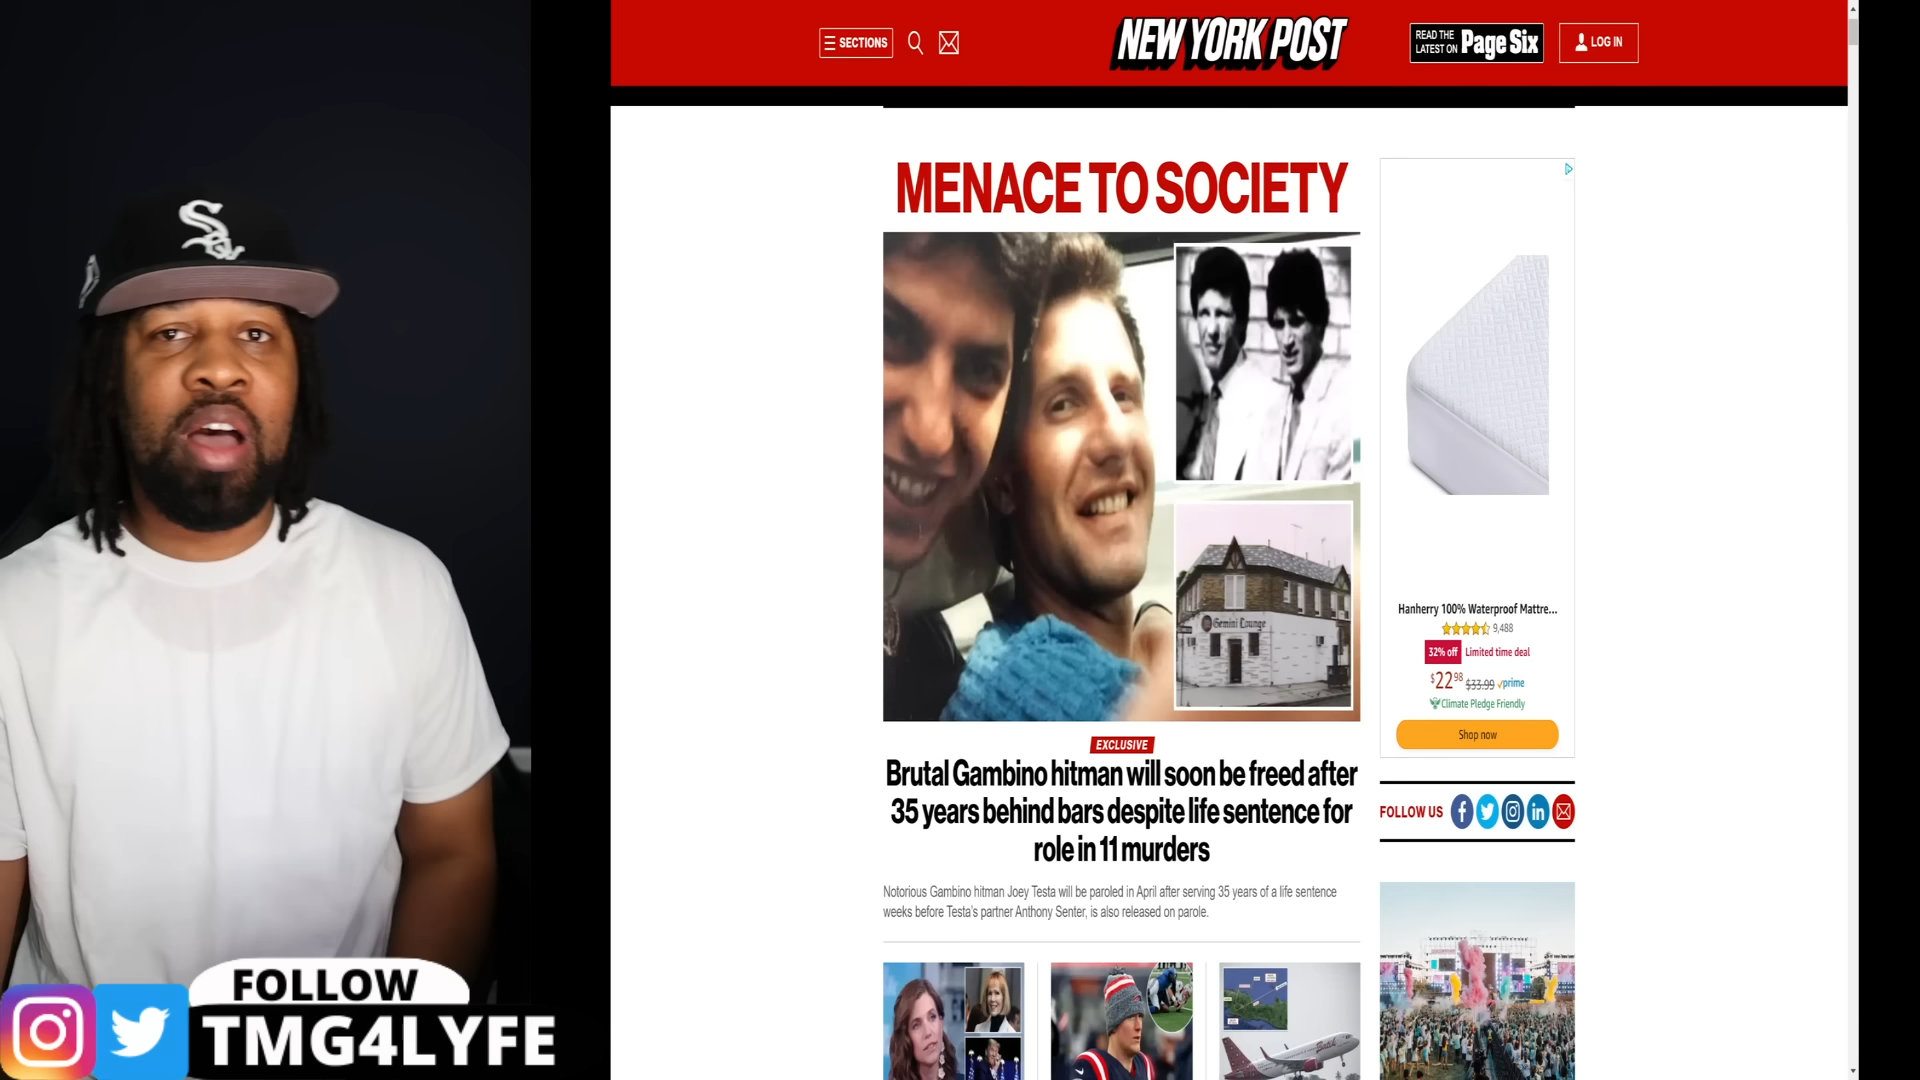 SECTIONS
NEW YORK POST
READ THE
LATEST ON
Page Six
LOG IN
MENACE TO SOCIETY
Gemini Lounge
EXCLUSIVE
Brutal Gambino hitman will soon be freed after
35 years behind bars despite life sentence for
role in 11 murders
Notorious Gambino hitman Joey Testa will be paroled in April after serving 35 years of a life sentence
weeks before Testa's partner Anthony Senter, is also released on parole.
Hanherry 100% Waterproof Mattre...
9,488
32% off Limited time deal
$22.98 $33.99 prime
Climate Pledge Friendly
Shop now
FOLLOW US
Batik
FOLLOW
TMG4LYFE